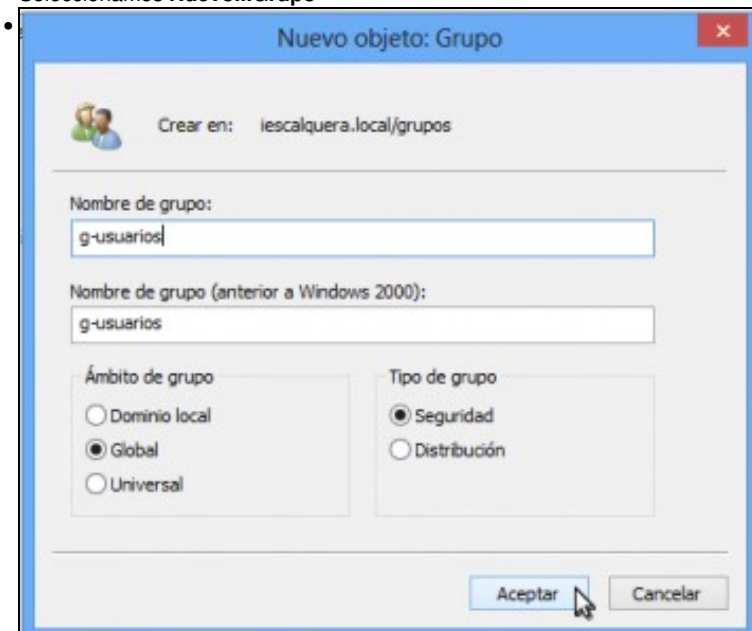 Nuevo objeto: Grupo
Crear en: iescalquera.local/grupos
Nombre de grupo:
g-usuarios
Nombre de grupo (anterior a Windows 2000):
g-usuarios
Ámbito de grupo
Dominio local
Global
Universal
Tipo de grupo
Seguridad
Distribución
Aceptar
Cancelar